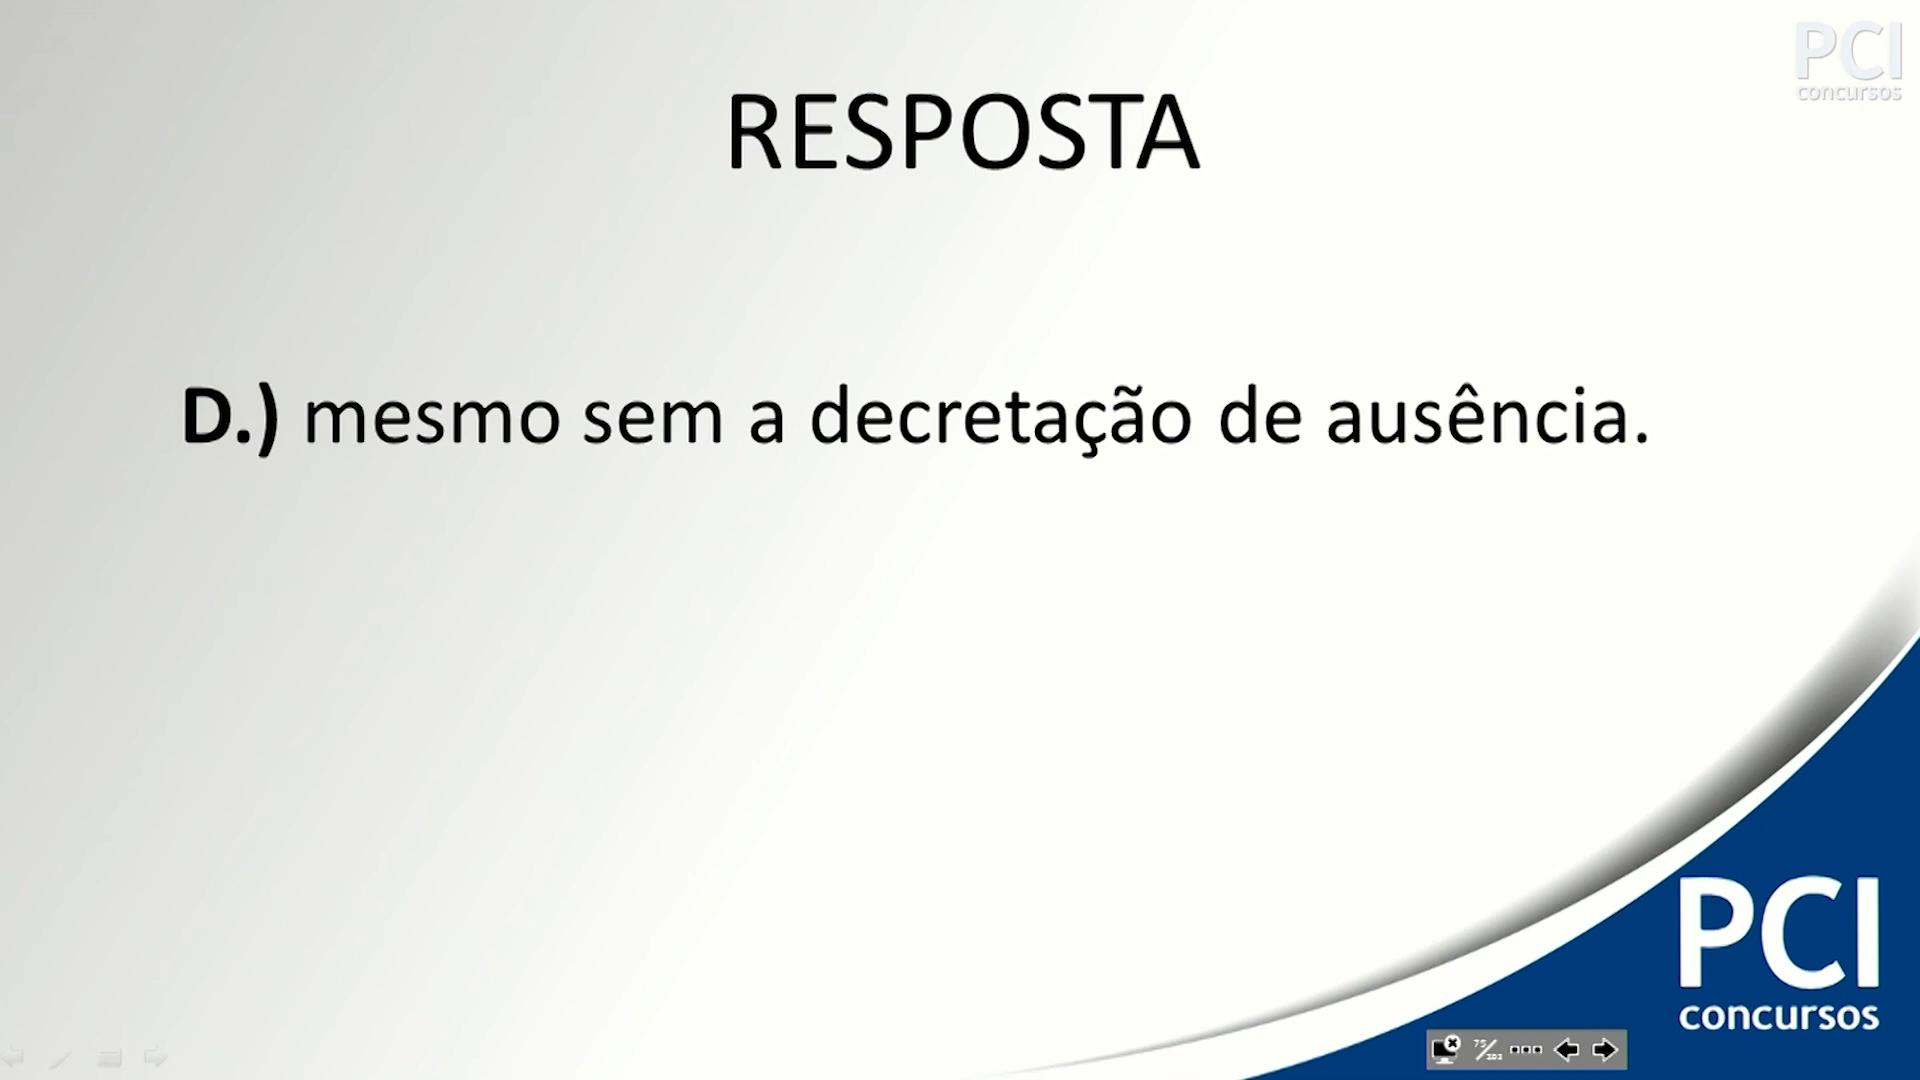 PCI
concursos
RESPOSTA
D.) mesmo sem a decretação de ausência.
PCI
concursos